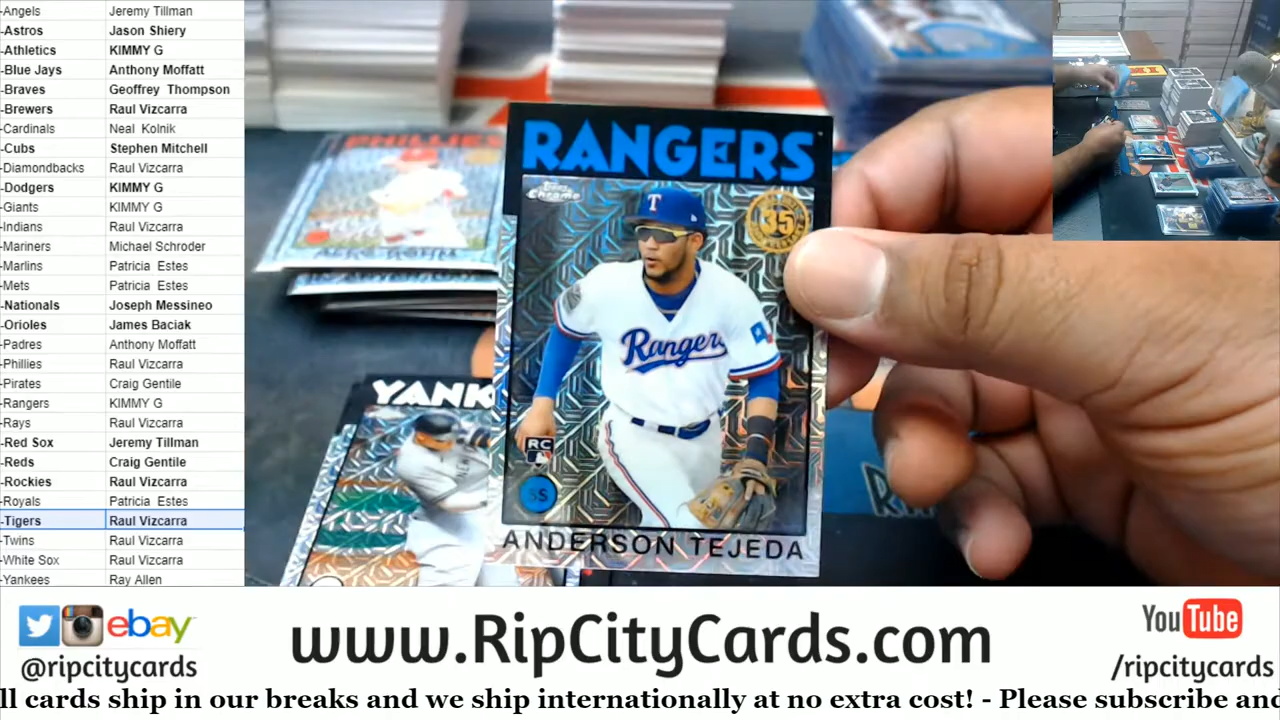 -Angels Jeremy Tillman
-Astros Jason Shiery
-Athletics KIMMY G
-Blue Jays Anthony Moffatt
-Braves Geoffrey Thompson
-Brewers Raul Vizcarra
-Cardinals Neal Kolnik
-Cubs Stephen Mitchell
-Diamondbacks Raul Vizcarra
-Dodgers KIMMY G
-Giants KIMMY G
-Indians Raul Vizcarra
-Mariners Michael Schroder
-Marlins Patricia Estes
-Mets Patricia Estes
-Nationals Joseph Messineo
-Orioles James Baciak
-Padres Anthony Moffatt
-Phillies Raul Vizcarra
-Pirates Craig Gentile
-Rangers KIMMY G
-Rays Raul Vizcarra
-Red Sox Jeremy Tillman
-Reds Craig Gentile
-Rockies Raul Vizcarra
-Royals Patricia Estes
-Tigers Raul Vizcarra
-Twins Raul Vizcarra
-White Sox Raul Vizcarra
-Yankees Ray Allen
PHILLIES
RANGERS
Topps Chrome
35
T
Rangers
RC
SS
ANDERSON TEJEDA
YANK
ebay
@ripcitycards
www.RipCityCards.com
YouTube
/ripcitycards
ll cards ship in our breaks and we ship internationally at no extra cost! - Please subscribe and